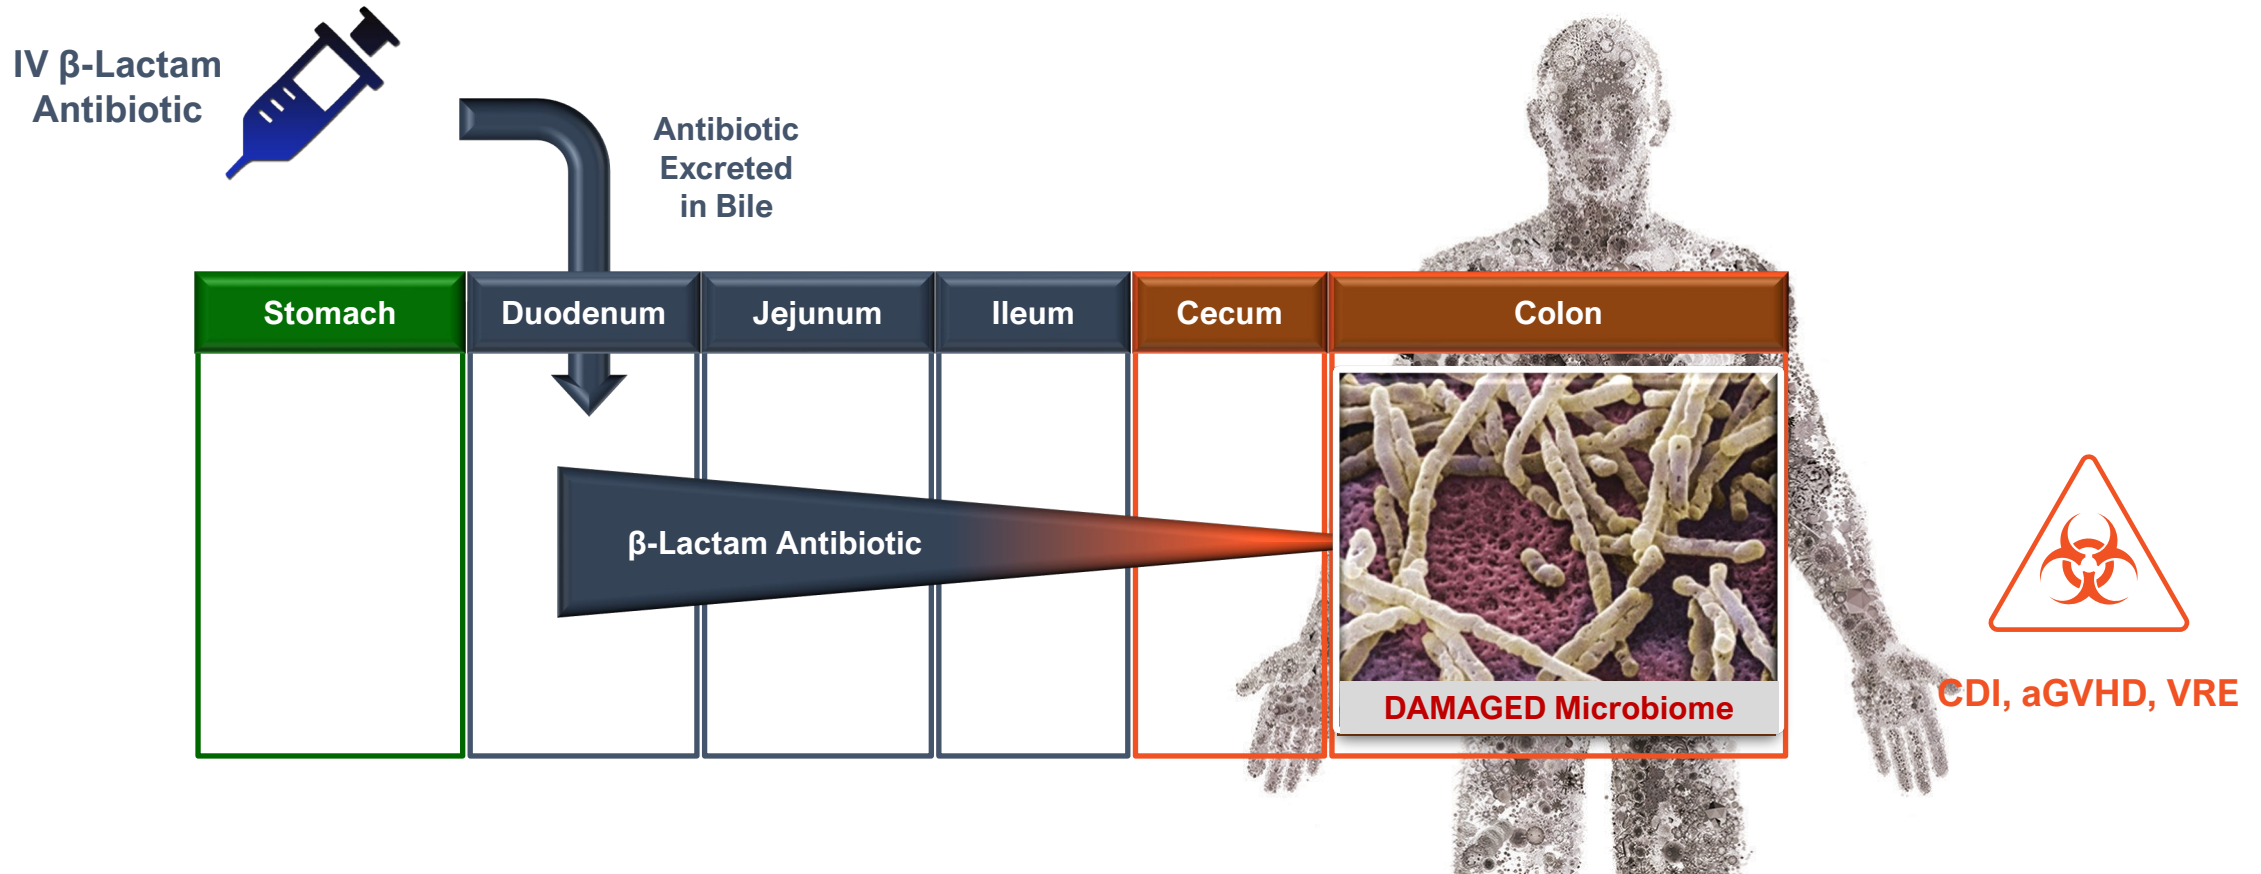 IV β-Lactam
Antibiotic
Antibiotic
Excreted
in Bile
Stomach
Duodenum
Jejunum
Ileum
Cecum
Colon
β-Lactam Antibiotic
DAMAGED Microbiome
CDI, aGVHD, VRE